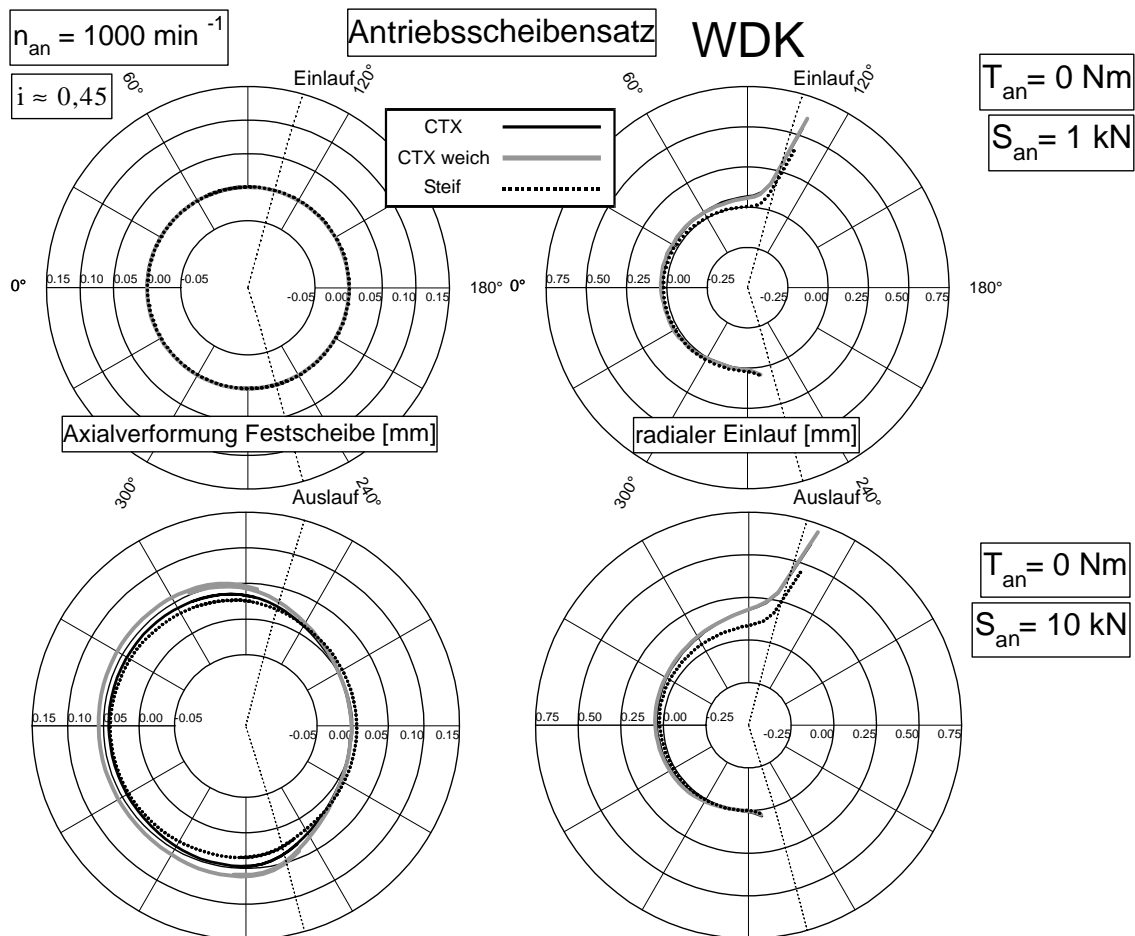 n_an = 1000 min ⁻¹
Antriebsscheibensatz
WDK
i ≈ 0,45
T_an = 0 Nm
S_an = 1 kN
60°
Einlauf
120°
60°
Einlauf
120°
CTX
CTX weich
Steif
0°
0.15 0.10 0.05 0.00 -0.05
-0.05 0.00 0.05 0.10 0.15
180°
0°
0.75 0.50 0.25 0.00 -0.25
-0.25 0.00 0.25 0.50 0.75
180°
Axialverformung Festscheibe [mm]
radialer Einlauf [mm]
300°
Auslauf
240°
300°
Auslauf
240°
T_an = 0 Nm
S_an = 10 kN
0.15 0.10 0.05 0.00 -0.05
-0.05 0.00 0.05 0.10 0.15
0.75 0.50 0.25 0.00 -0.25
-0.25 0.00 0.25 0.50 0.75